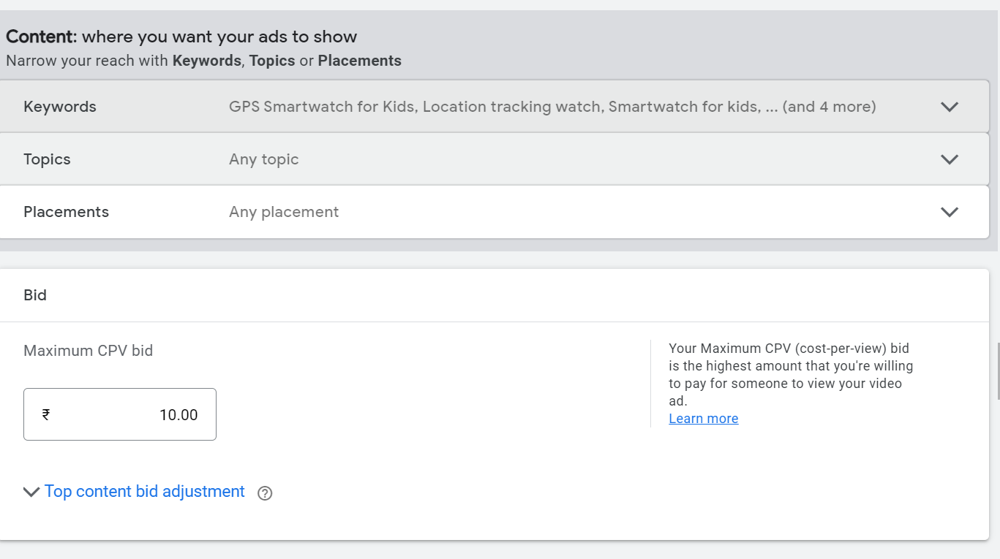 Content: where you want your ads to show
Narrow your reach with Keywords, Topics or Placements
Keywords GPS Smartwatch for Kids, Location tracking watch, Smartwatch for kids, ... (and 4 more)
Topics Any topic
Placements Any placement
Bid
Maximum CPV bid
₹ 10.00
Your Maximum CPV (cost-per-view) bid
is the highest amount that you're willing
to pay for someone to view your video
ad.
Learn more
Top content bid adjustment ?